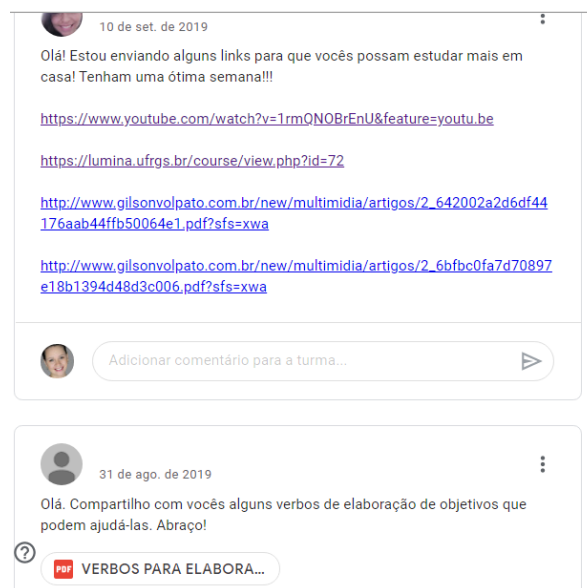 10 de set. de 2019
Olá! Estou enviando alguns links para que vocês possam estudar mais em
casa! Tenham uma ótima semana!!!
https://www.youtube.com/watch?v=1rmQNOBrEnU&feature=youtu.be
https://lumina.ufrgs.br/course/view.php?id=72
http://www.gilsonvolpato.com.br/new/multimidia/artigos/2_642002a2d6df44
176aab44ffb50064e1.pdf?sfs=xwa
http://www.gilsonvolpato.com.br/new/multimidia/artigos/2_6bfbc0fa7d70897
e18b1394d48d3c006.pdf?sfs=xwa
Adicionar comentário para a turma...
31 de ago. de 2019
Olá. Compartilho com vocês alguns verbos de elaboração de objetivos que
podem ajudá-las. Abraço!
PDF VERBOS PARA ELABORA...